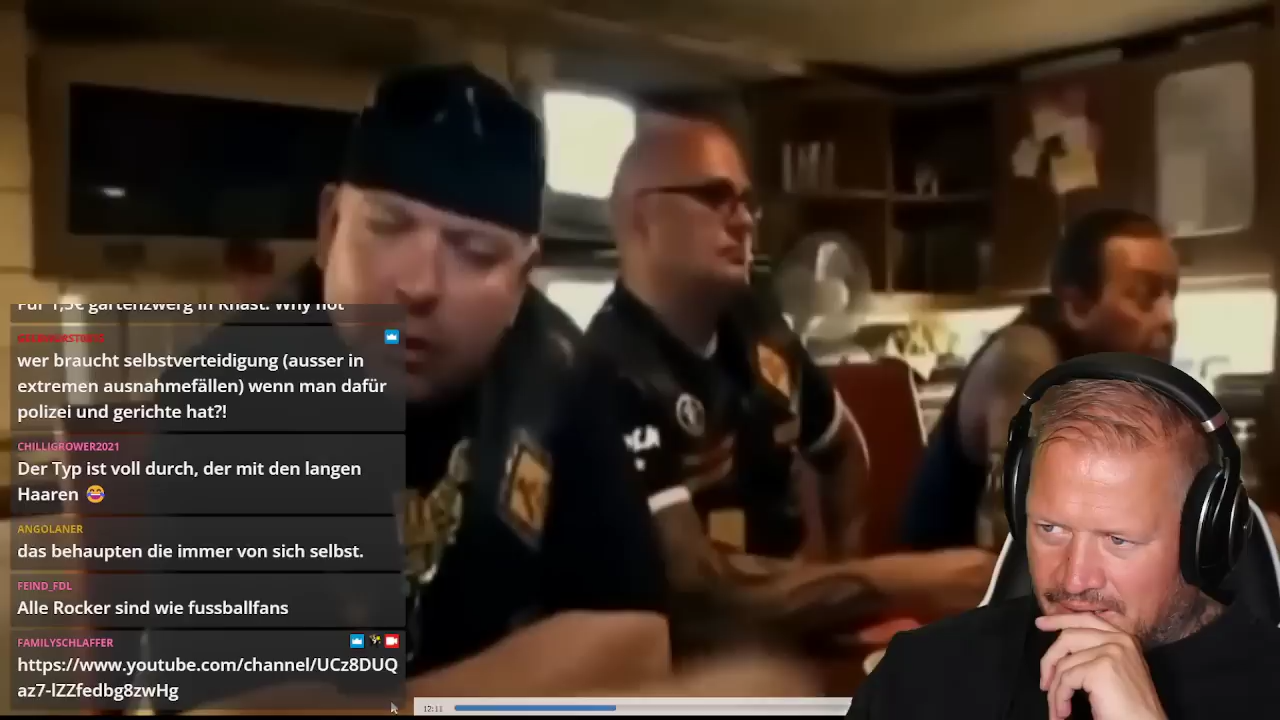 Für 1,5€ gartenzwerg in Knast. Why not
wer braucht selbstverteidigung (ausser in
extremen ausnahmefällen) wenn man dafür
polizei und gerichte hat?!
CHILLIGROWER2021
Der Typ ist voll durch, der mit den langen
Haaren 😂
ANGOLANER
das behaupten die immer von sich selbst.
FEIND_FDL
Alle Rocker sind wie fussballfans
FAMILYSCHLAFFER
https://www.youtube.com/channel/UCz8DUQ
az7-lZZfedbg8zwHg
12:11